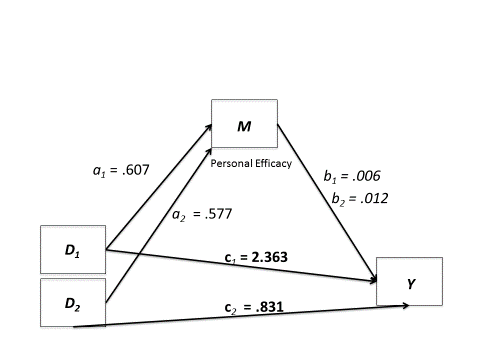 M
Personal Efficacy
a1 = .607
b1 = .006
b2 = .012
a2 = .577
D1
c1 = 2.363
Y
D2
c2 = .831